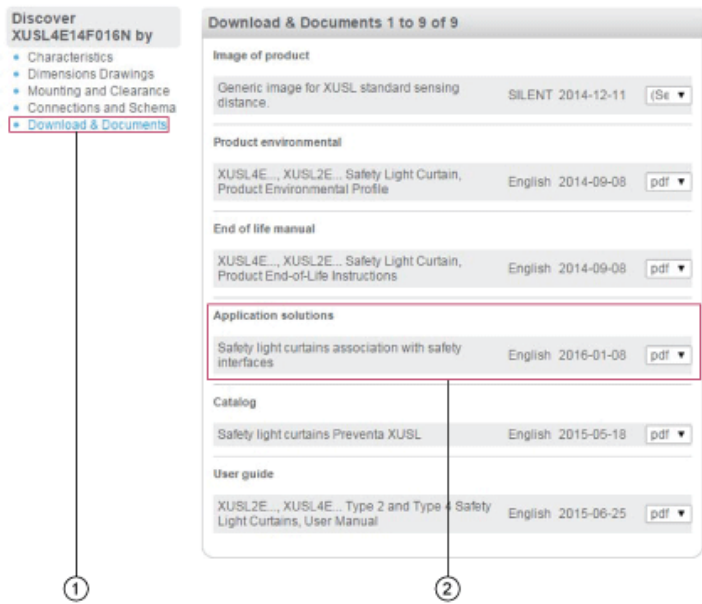 Discover
XUSL4E14F016N by
Characteristics
Dimensions Drawings
Mounting and Clearance
Connections and Schema
Download & Documents
Download & Documents 1 to 9 of 9
Image of product
Generic image for XUSL standard sensing
distance.
SILENT 2014-12-11 (Se
Product environmental
XUSL4E..., XUSL2E... Safety Light Curtain,
Product Environmental Profile
English 2014-09-08 pdf
End of life manual
XUSL4E..., XUSL2E... Safety Light Curtain,
Product End-of-Life Instructions
English 2014-09-08 pdf
Application solutions
Safety light curtains association with safety
interfaces
English 2016-01-08 pdf
Catalog
Safety light curtains Preventa XUSL English 2015-05-18 pdf
User guide
XUSL2E..., XUSL4E... Type 2 and Type 4 Safety
Light Curtains, User Manual
English 2015-06-25 pdf
1 2